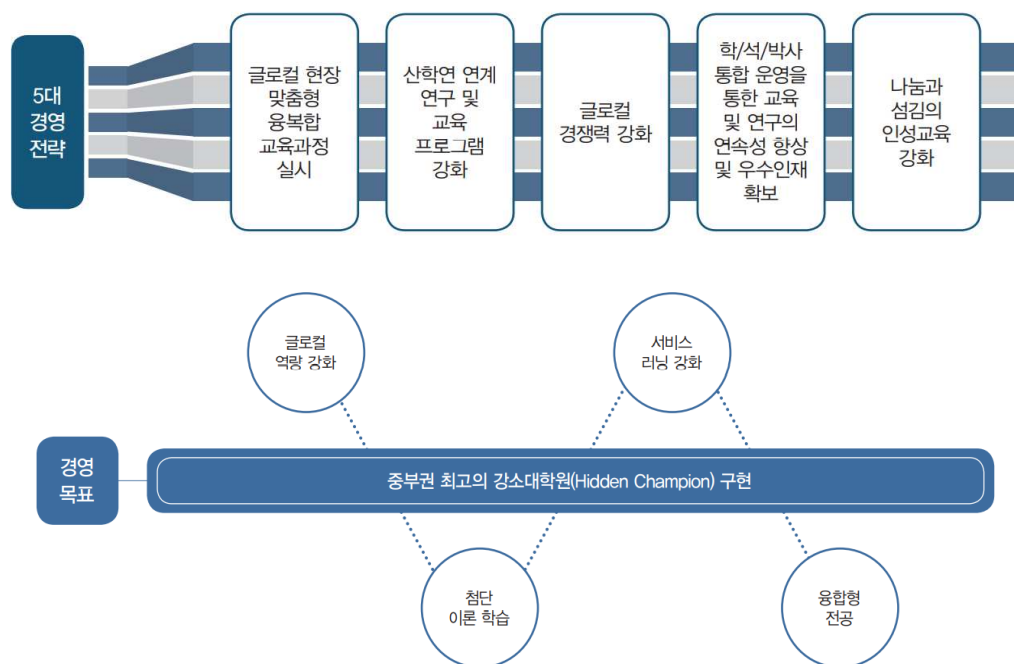 5대
경영
전략
글로컬 현장
맞춤형
융복합
교육과정
실시
산학연 연계
연구 및
교육
프로그램
강화
글로컬
경쟁력 강화
학/석/박사
통합 운영을
통한 교육
및 연구의
연속성 향상
및 우수인재
확보
나눔과
섬김의
인성교육
강화
글로컬
역량 강화
서비스
러닝 강화
경영
목표
중부권 최고의 강소대학원(Hidden Champion) 구현
첨단
이론 학습
융합형
전공